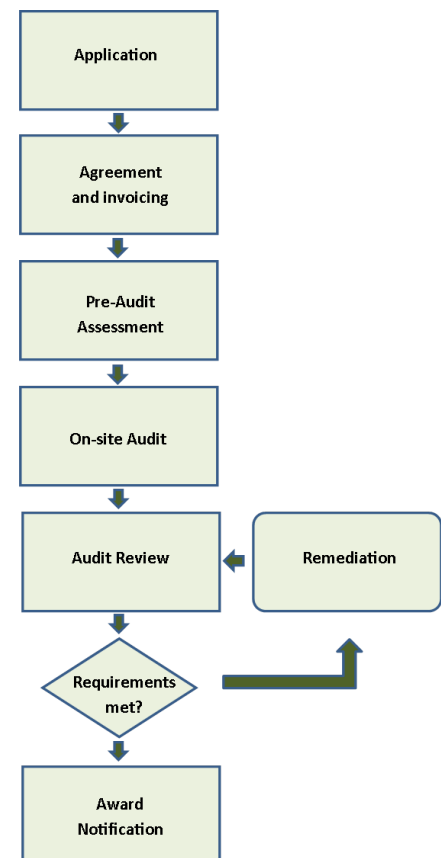 Application
Agreement
and invoicing
Pre-Audit
Assessment
On-site Audit
Audit Review
Remediation
Requirements
met?
Award
Notification